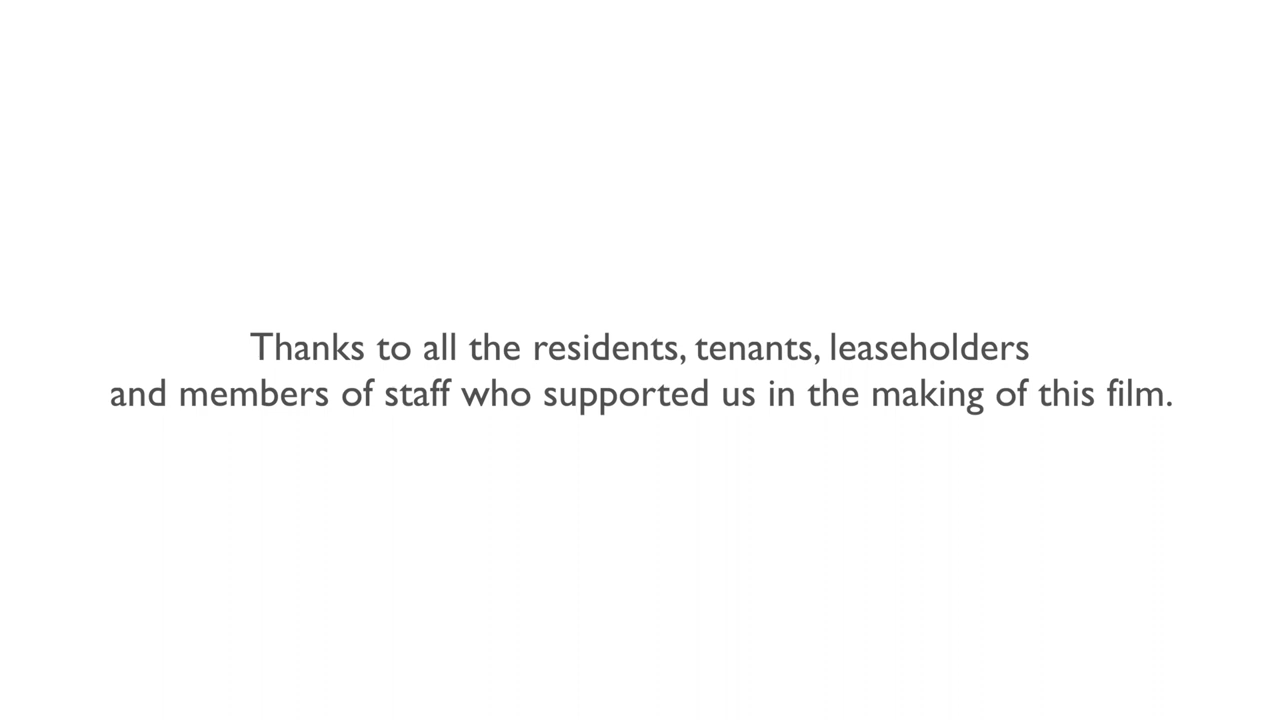 Thanks to all the residents, tenants, leaseholders
and members of staff who supported us in the making of this film.